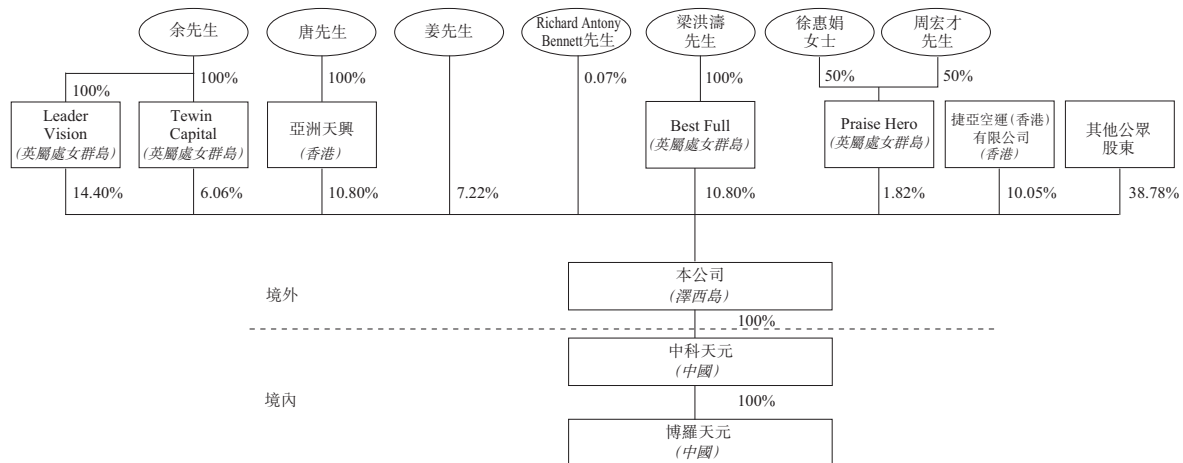 余先生
唐先生
姜先生
Richard Antony
Bennett先生
梁洪濤
先生
徐惠娟
女士
周宏才
先生
100%
100%
100%
0.07%
100%
50%
50%
Leader
Vision
(英屬處女群島)
Tewin
Capital
(英屬處女群島)
亞洲天興
(香港)
Best Full
(英屬處女群島)
Praise Hero
(英屬處女群島)
捷亞空運(香港)
有限公司
(香港)
其他公眾
股東
14.40%
6.06%
10.80%
7.22%
10.80%
1.82%
10.05%
38.78%
本公司
(澤西島)
境外
100%
中科天元
(中國)
境內
100%
博羅天元
(中國)